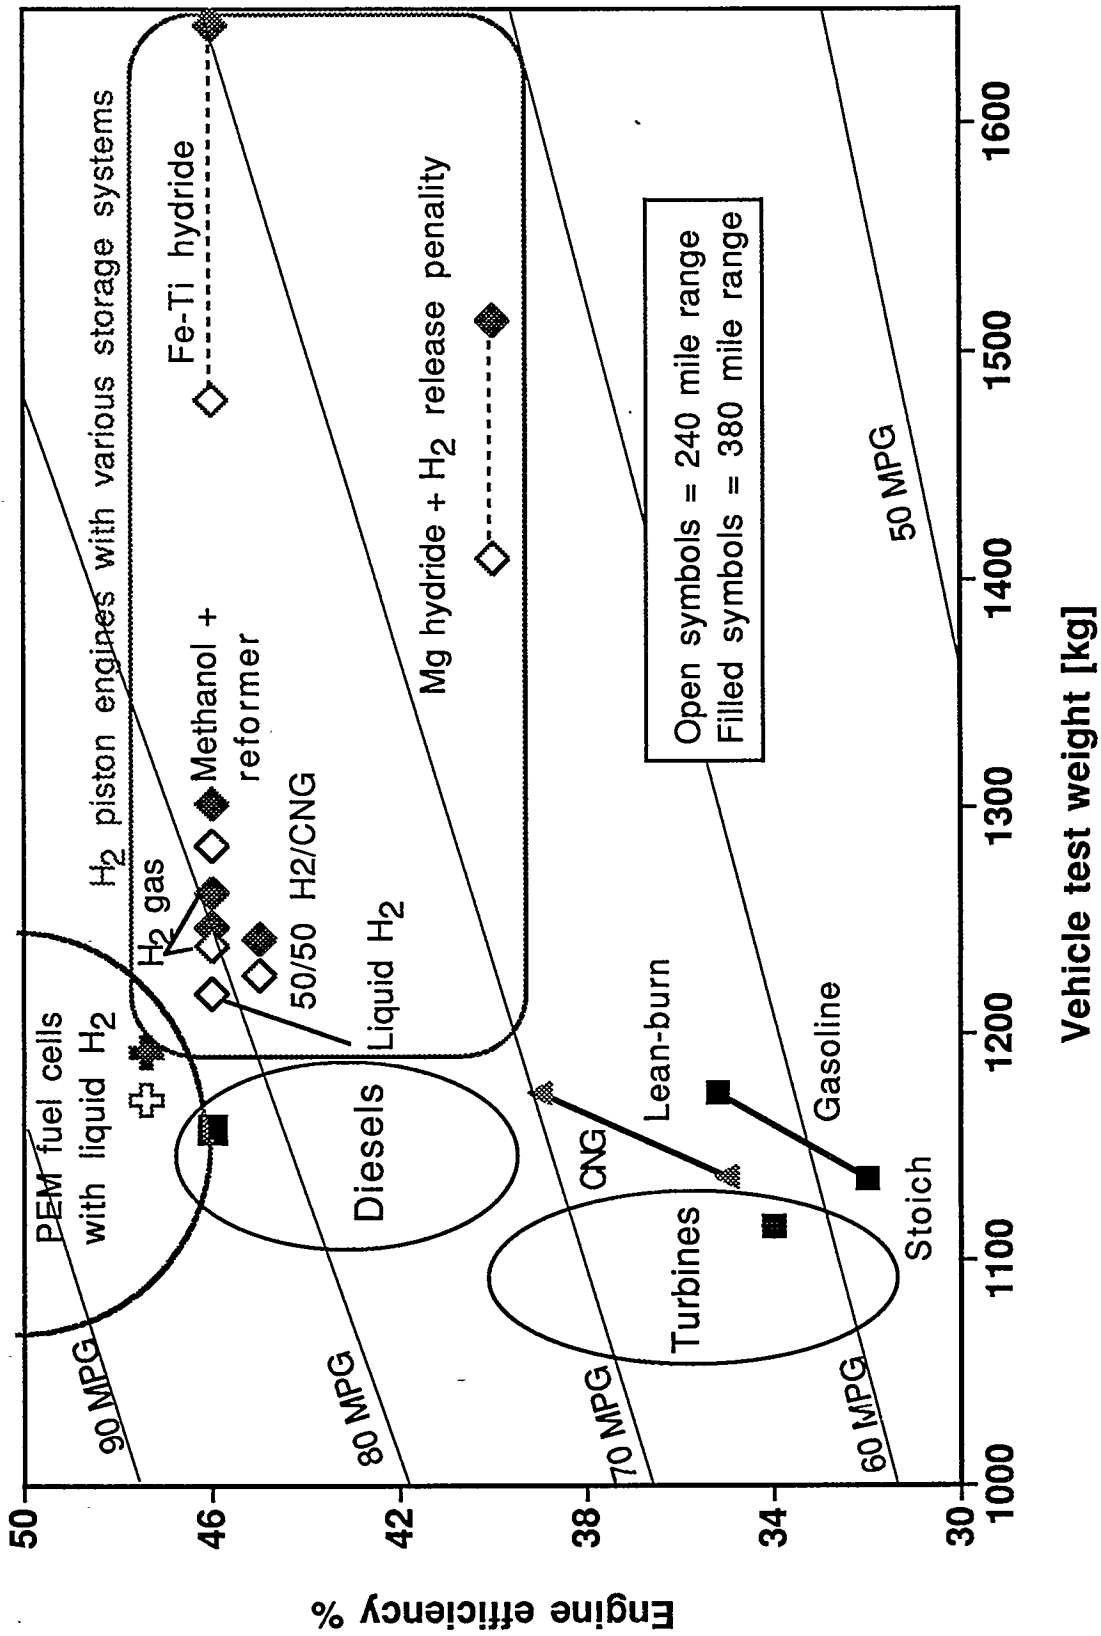 H2 piston engines with various storage systems
PEM fuel cells
with liquid H2
H2 gas
Fe-Ti hydride
Methanol +
reformer
50/50 H2/CNG
Liquid H2
Mg hydride + H2 release penality
Diesels
CNG
Lean-burn
Turbines
Gasoline
Stoich
Open symbols = 240 mile range
Filled symbols = 380 mile range
90 MPG
80 MPG
70 MPG
60 MPG
50 MPG
50
46
42
38
34
30
Engine efficiency %
1000
1100
1200
1300
1400
1500
1600
Vehicle test weight [kg]